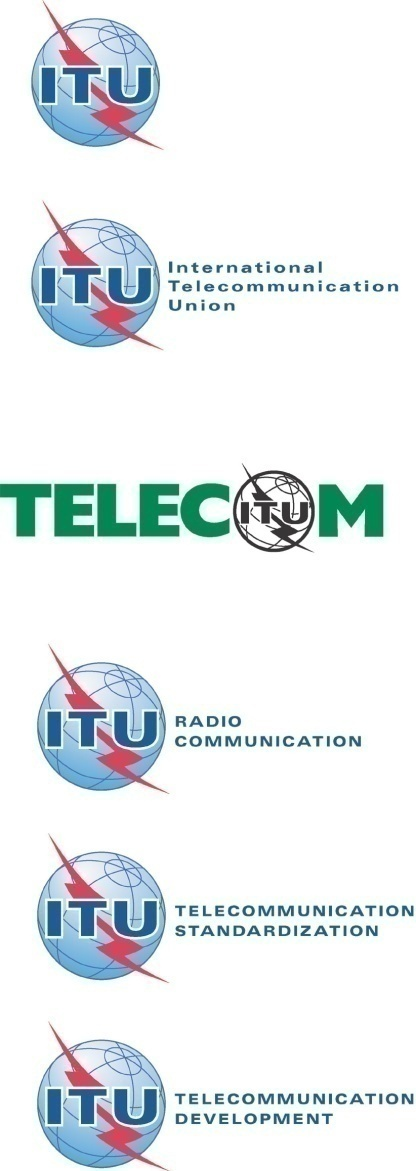 ITU
ITU
International
Telecommunication
Union
TELECOM
ITU
ITU
RADIO
COMMUNICATION
ITU
TELECOMMUNICATION
STANDARDIZATION
ITU
TELECOMMUNICATION
DEVELOPMENT